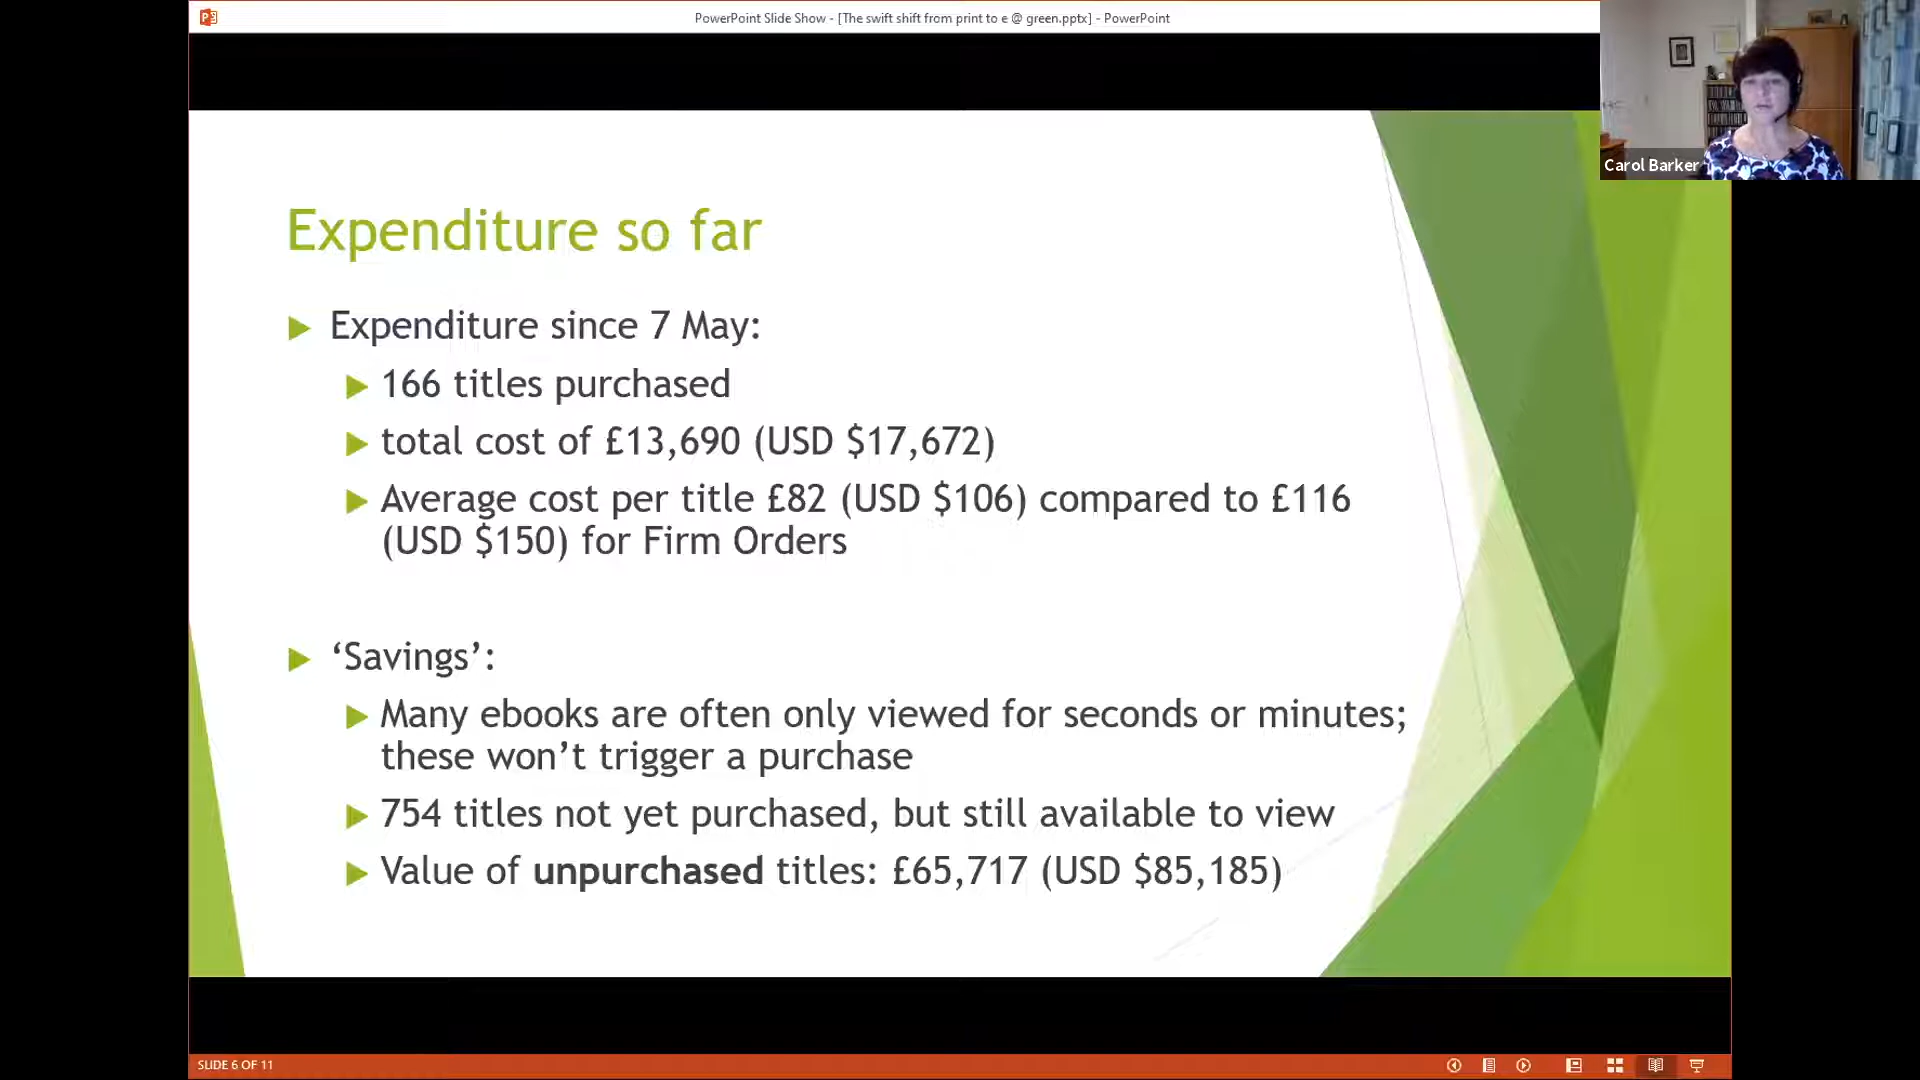 PowerPoint Slide Show - [The swift shift from print to e @ green.pptx] - PowerPoint
Carol Barker
Expenditure so far
Expenditure since 7 May:
166 titles purchased
total cost of £13,690 (USD $17,672)
Average cost per title £82 (USD $106) compared to £116
(USD $150) for Firm Orders
‘Savings’:
Many ebooks are often only viewed for seconds or minutes;
these won’t trigger a purchase
754 titles not yet purchased, but still available to view
Value of unpurchased titles: £65,717 (USD $85,185)
SLIDE 6 OF 11